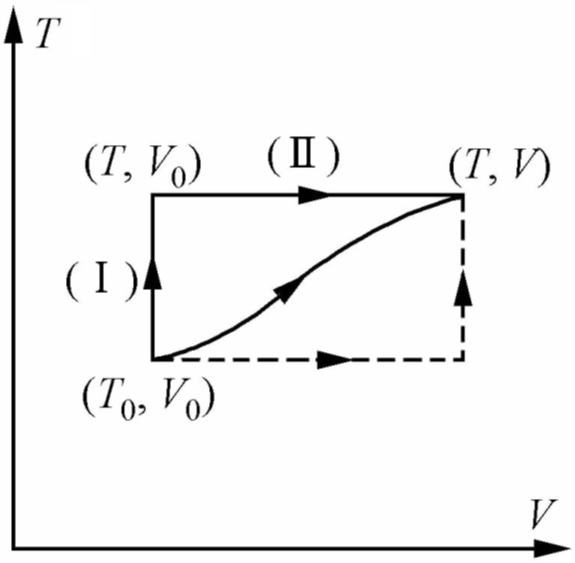 T
(T, V₀)
(Ⅱ)
(T, V)
(Ⅰ)
(T₀, V₀)
V